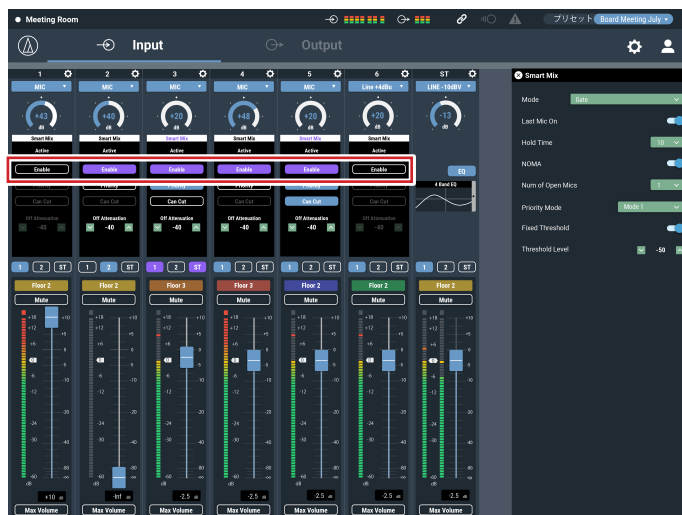 Meeting Room
プリセット Board Meeting July
Input
Output
1 2 3 4 5 6 ST
MIC MIC MIC MIC MIC Line +4dBu LINE -10dBV
+43 +40 +20 +48 +20 +20 -13
dB dB dB dB dB dB dB
Smart Mix Smart Mix Smart Mix Smart Mix Smart Mix Smart Mix
Active Active Active Active Active Active
Enable Enable Enable Enable Enable Enable EQ
Priority Priority Priority Priority Priority Priority 4 Band EQ
Can Cut Can Cut Can Cut Can Cut Can Cut Can Cut
Off Attenuation Off Attenuation Off Attenuation Off Attenuation Off Attenuation Off Attenuation
-40 -40 -40 -40 -40 -40
1 2 ST 1 2 ST 1 2 ST 1 2 ST 1 2 ST 1 2 ST 1 2 ST
Floor 2 Floor 2 Floor 3 Floor 3 Floor 2 Floor 2 Floor 2
Mute Mute Mute Mute Mute Mute Mute
+10 dB -Inf dB -2.5 dB -2.5 dB -2.5 dB -2.5 dB -2.5 dB
Max Volume Max Volume Max Volume Max Volume Max Volume Max Volume Max Volume
Smart Mix
Mode Gate
Last Mic On
Hold Time 10
NOMA
Num of Open Mics 1
Priority Mode Mode 1
Fixed Threshold
Threshold Level -50